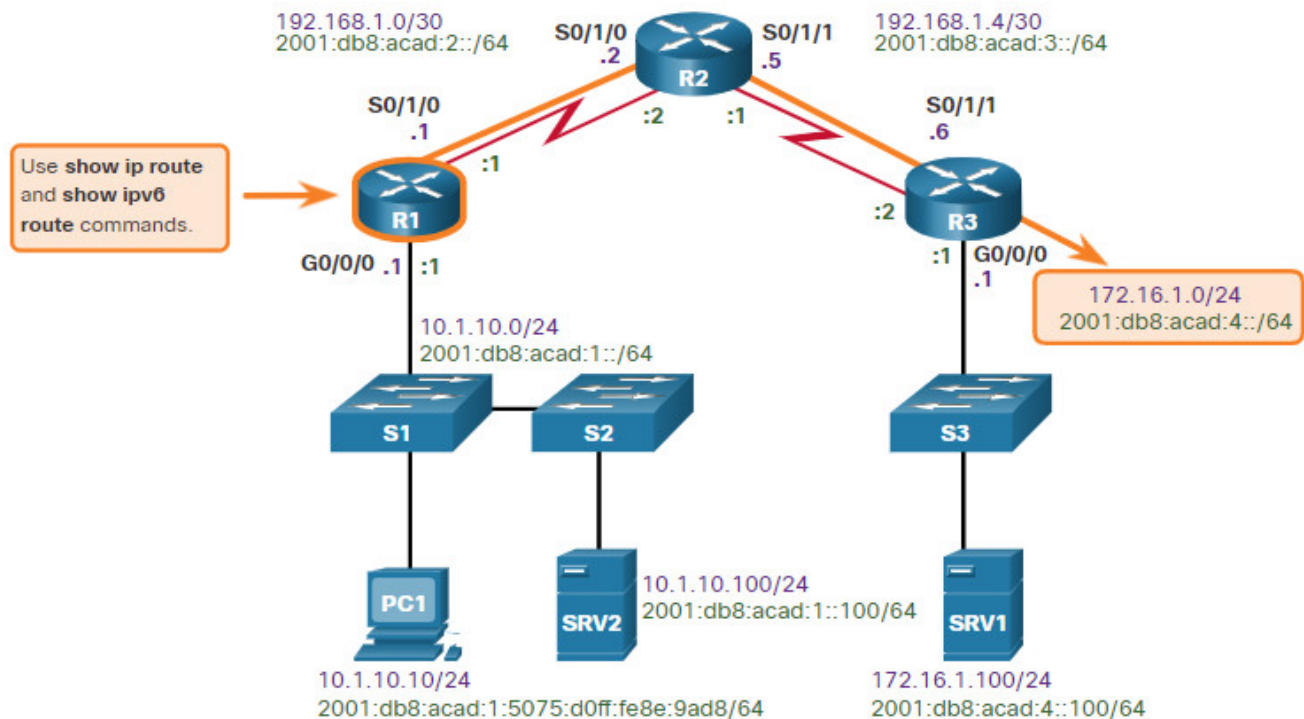 192.168.1.0/30
2001:db8:acad:2::/64
S0/1/0
.2
R2
S0/1/1
.5
192.168.1.4/30
2001:db8:acad:3::/64
S0/1/0
.1
:1
:2
:1
S0/1/1
.6
Use show ip route
and show ipv6
route commands.
R1
:2
R3
G0/0/0
.1
:1
:1
G0/0/0
.1
172.16.1.0/24
2001:db8:acad:4::/64
10.1.10.0/24
2001:db8:acad:1::/64
S1
S2
S3
PC1
10.1.10.100/24
2001:db8:acad:1::100/64
SRV2
SRV1
10.1.10.10/24
2001:db8:acad:1:5075:d0ff:fe8e:9ad8/64
172.16.1.100/24
2001:db8:acad:4::100/64